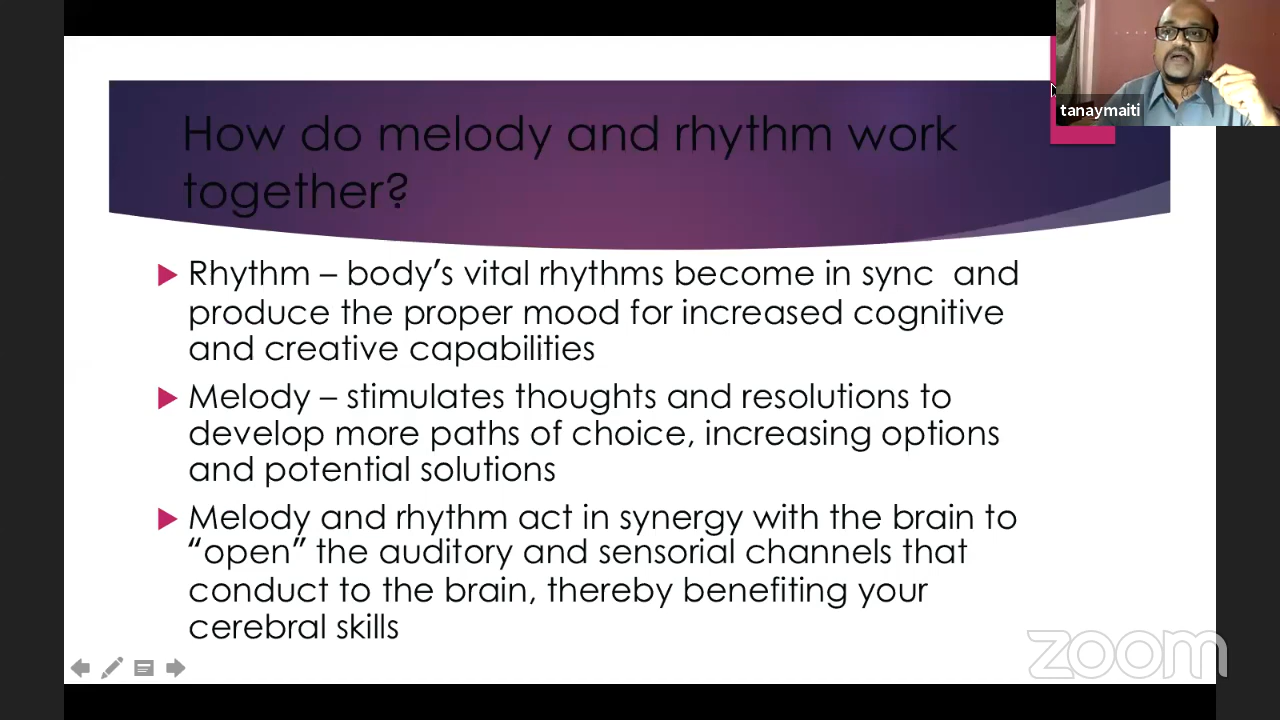 How do melody and rhythm work
together?
tanaymaiti
Rhythm – body’s vital rhythms become in sync  and
produce the proper mood for increased cognitive
and creative capabilities
Melody – stimulates thoughts and resolutions to
develop more paths of choice, increasing options
and potential solutions
Melody and rhythm act in synergy with the brain to
“open” the auditory and sensorial channels that
conduct to the brain, thereby benefiting your
cerebral skills
zoom